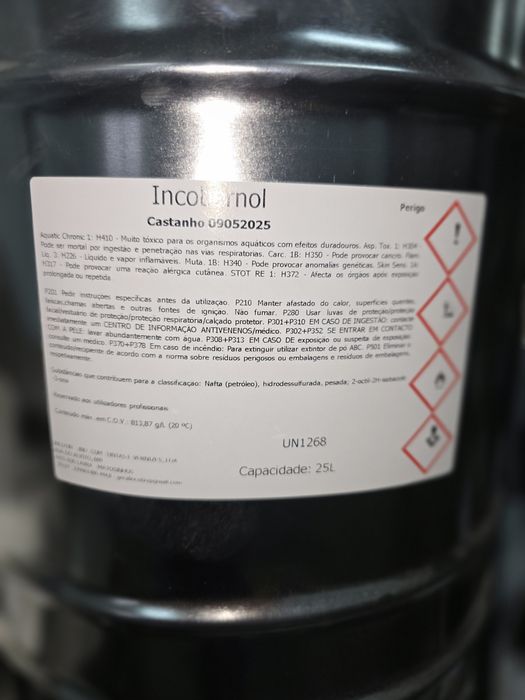 Perigo
Castanho 09052025
Aquatic Chronic 1: H410 - Muito tóxico para os organismos aquáticos com efeitos duradouros. Asp. Tox. 1: H304 -
Pode ser mortal por ingestão e penetração nas vias respiratórias. Carc. 1B: H350 - Pode provocar cancro. Flam.
Liq. 3: H226 - Líquido e vapor inflamáveis. Muta. 1B: H340 - Pode provocar anomalias genéticas. Skin Sens. 1A:
H317 - Pode provocar uma reação alérgica cutânea. STOT RE 1: H372 - Afecta os órgãos após exposição
prolongada ou repetida.
P201 Pedir instruções específicas antes da utilização. P210 Manter afastado do calor, superfícies quentes,
faíscas,chamas abertas e outras fontes de ignição. Não fumar. P280 Usar luvas de proteção/proteção
facial/vestuário de proteção/proteção respiratória/calçado protetor. P301+P310 EM CASO DE INGESTÃO: contacte
imediatamente um CENTRO DE INFORMAÇÃO ANTIVENENOS/médico. P302+P352 SE ENTRAR EM CONTACTO
COM A PELE: lavar abundantemente com água. P308+P313 EM CASO DE exposição ou suspeita de exposição:
consulte um médico. P370+P378 Em caso de incêndio: Para extinguir utilizar extintor de pó ABC. P501 Eliminar o
conteúdo/recipiente de acordo com a norma sobre resíduos perigosos ou embalagens e resíduos de embalagens,
respetivamente.
Substâncias que contribuem para a classificação: Nafta (petróleo), hidrodessulfurada, pesada; 2-octil-2H-isotiazol-
3-ona
Reservado aos utilizadores profissionais
Conteúdo máx. em C.O.V.: 813,87 g/l (20 ºC)
UN1268
Capacidade: 25L